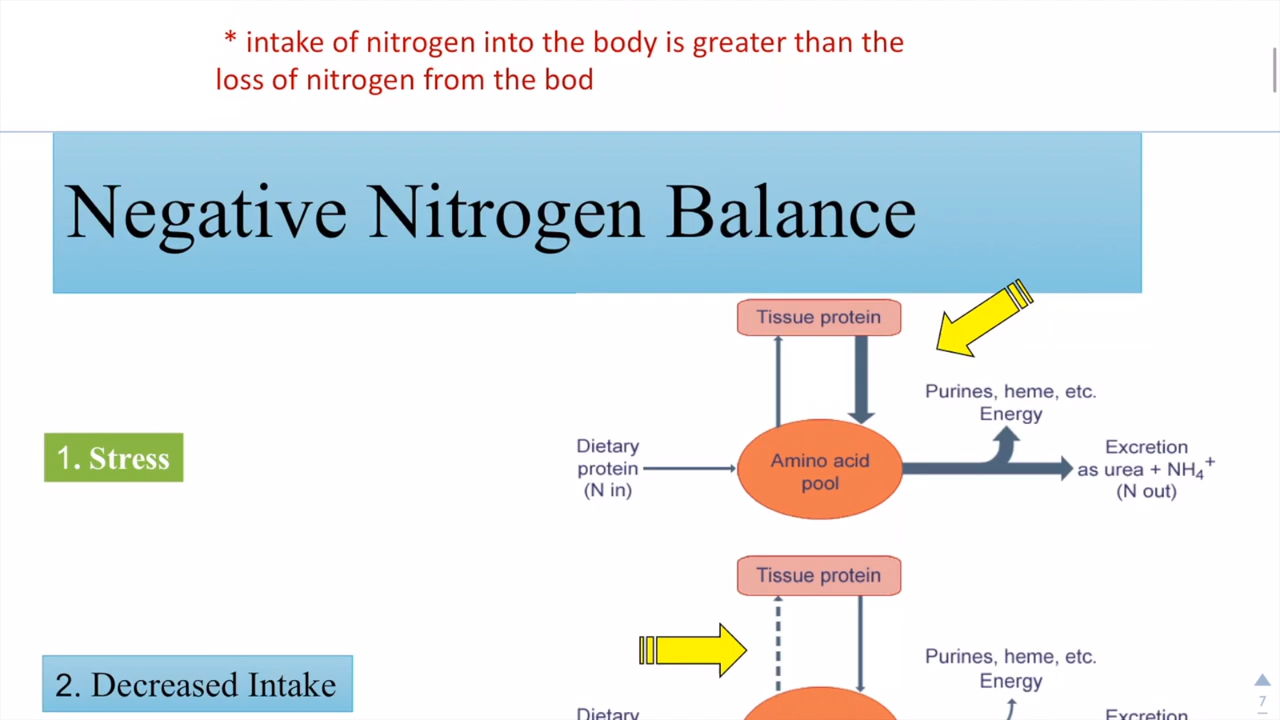 * intake of nitrogen into the body is greater than the
loss of nitrogen from the bod
Negative Nitrogen Balance
Tissue protein
Purines, heme, etc.
Energy
1. Stress
Dietary
protein
(N in)
Amino acid
pool
Excretion
as urea + NH₄⁺
(N out)
Tissue protein
2. Decreased Intake
Purines, heme, etc.
Energy
Dietary
Excretion
7